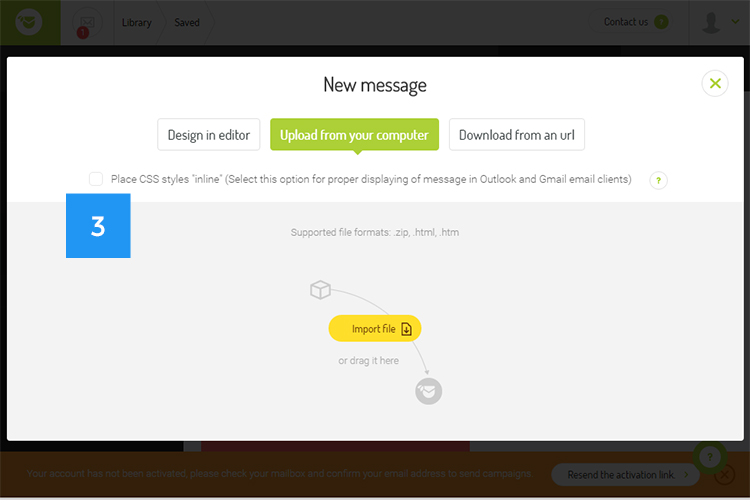 Library
Saved
Contact us
?
1
New message
Design in editor
Upload from your computer
Download from an url
Place CSS styles "inline" (Select this option for proper displaying of message in Outlook and Gmail email clients)
?
3
Supported file formats: .zip, .html, .htm
Import file
or drag it here
?
Your account has not been activated, please check your mailbox and confirm your email address to send campaigns.
Resend the activation link.